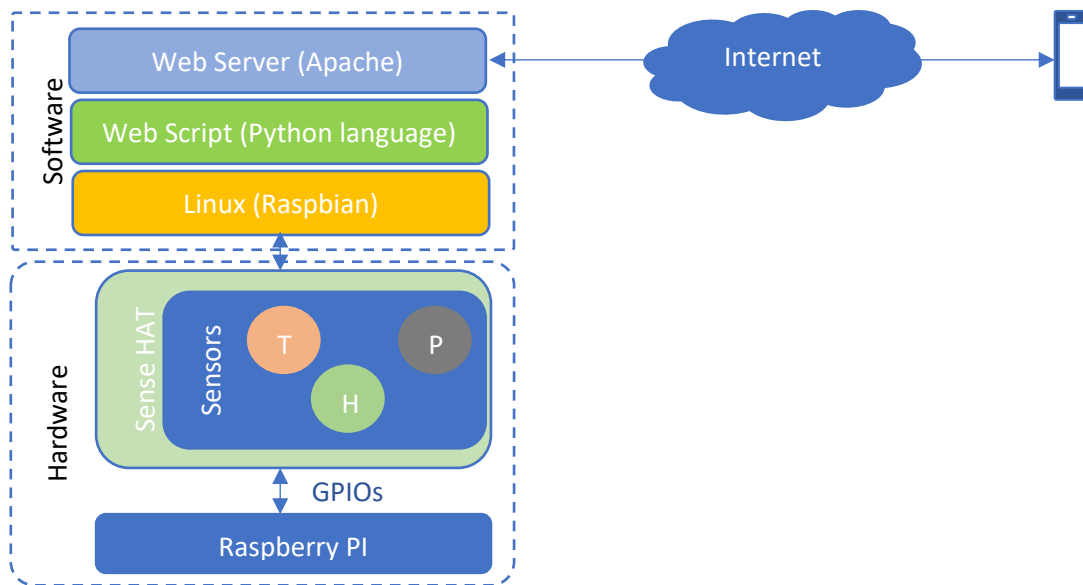 Software
Web Server (Apache)
Web Script (Python language)
Linux (Raspbian)
Internet
Hardware
Sense HAT
Sensors
T
P
H
GPIOs
Raspberry PI